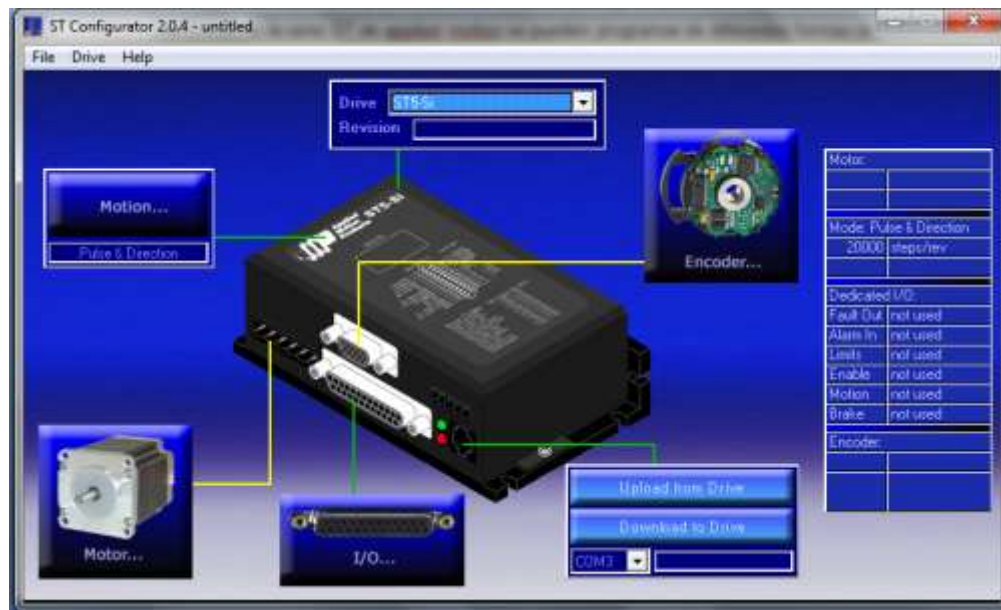 ST Configurator 2.0.4 - untitled
File Drive Help
Drive ST5-Si
Revision
Motion...
Pulse & Direction
Encoder...
ST5-Si
Motor:
Mode: Pulse & Direction
20000 steps/rev
Dedicated I/O:
Fault Out not used
Alarm In not used
Limits not used
Enable not used
Motion not used
Brake not used
Encoder:
Motor...
I/O...
Upload from Drive
Download to Drive
COM3